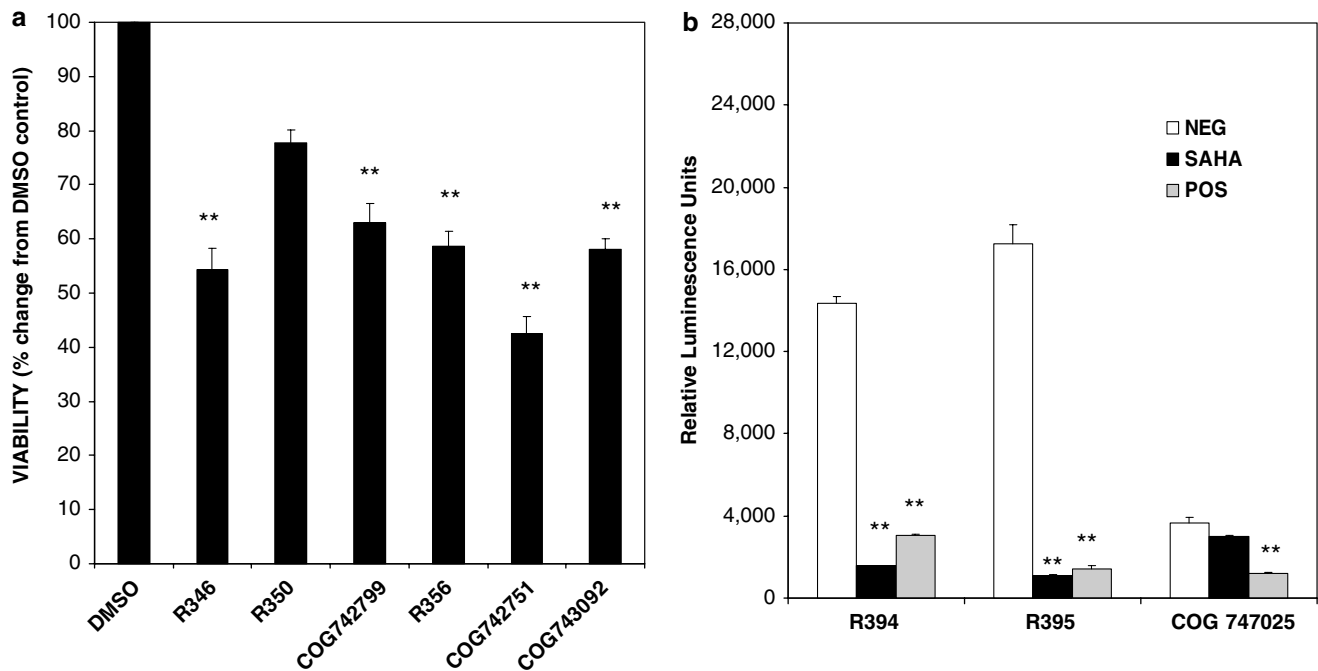 a
VIABILITY (% change from DMSO control)
100
90
80
70
60
50
40
30
20
10
0
**
**
**
**
**
DMSO
R346
R350
COG742799
R356
COG742751
COG743092
b
Relative Luminescence Units
28,000
24,000
20,000
16,000
12,000
8,000
4,000
0
NEG
SAHA
POS
**
**
**
**
**
R394
R395
COG 747025